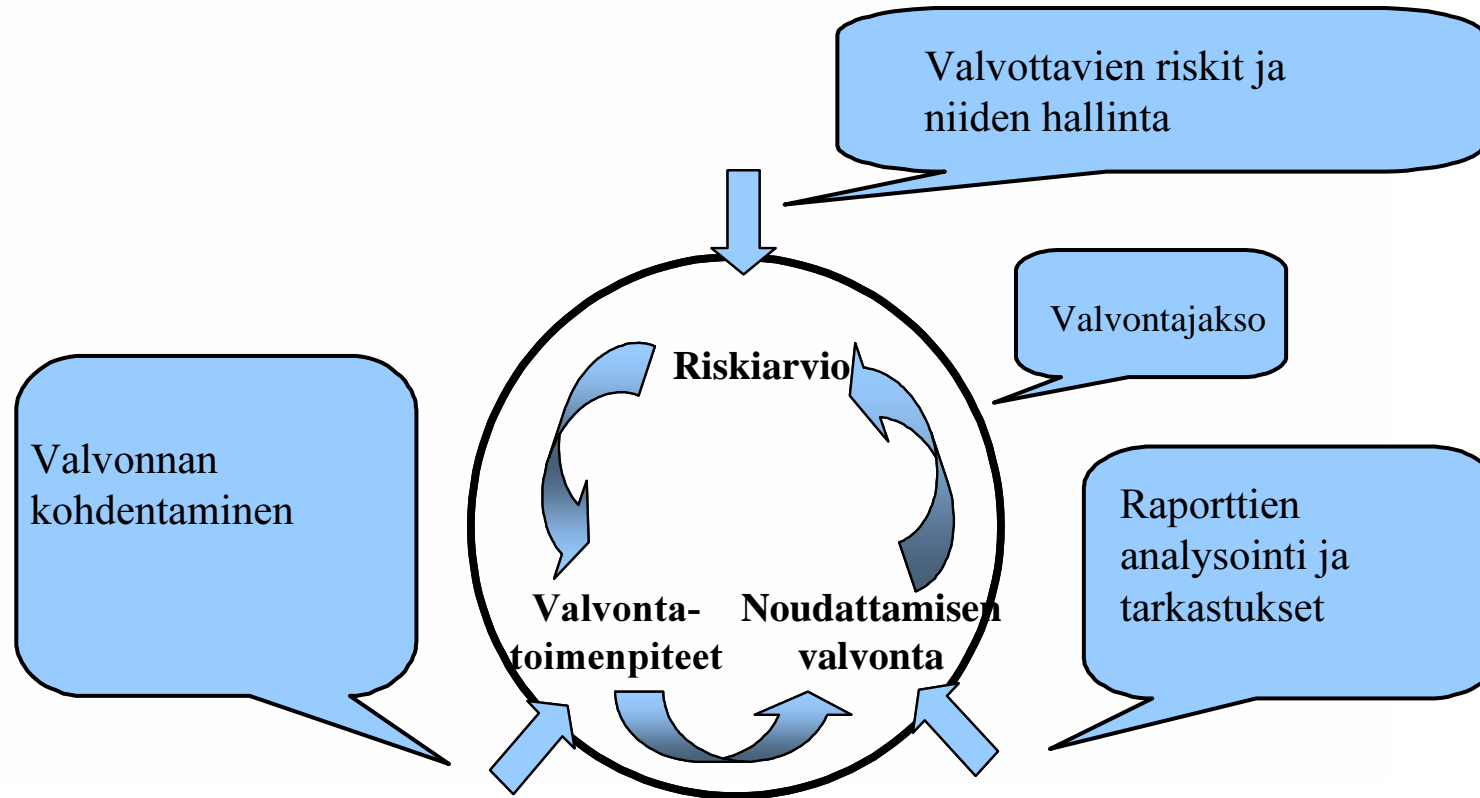 Valvottavien riskit ja
niiden hallinta
Valvontajakso
Riskiarvio
Valvonnan
kohdentaminen
Raporttien
analysointi ja
tarkastukset
Valvonta-
toimenpiteet
Noudattamisen
valvonta